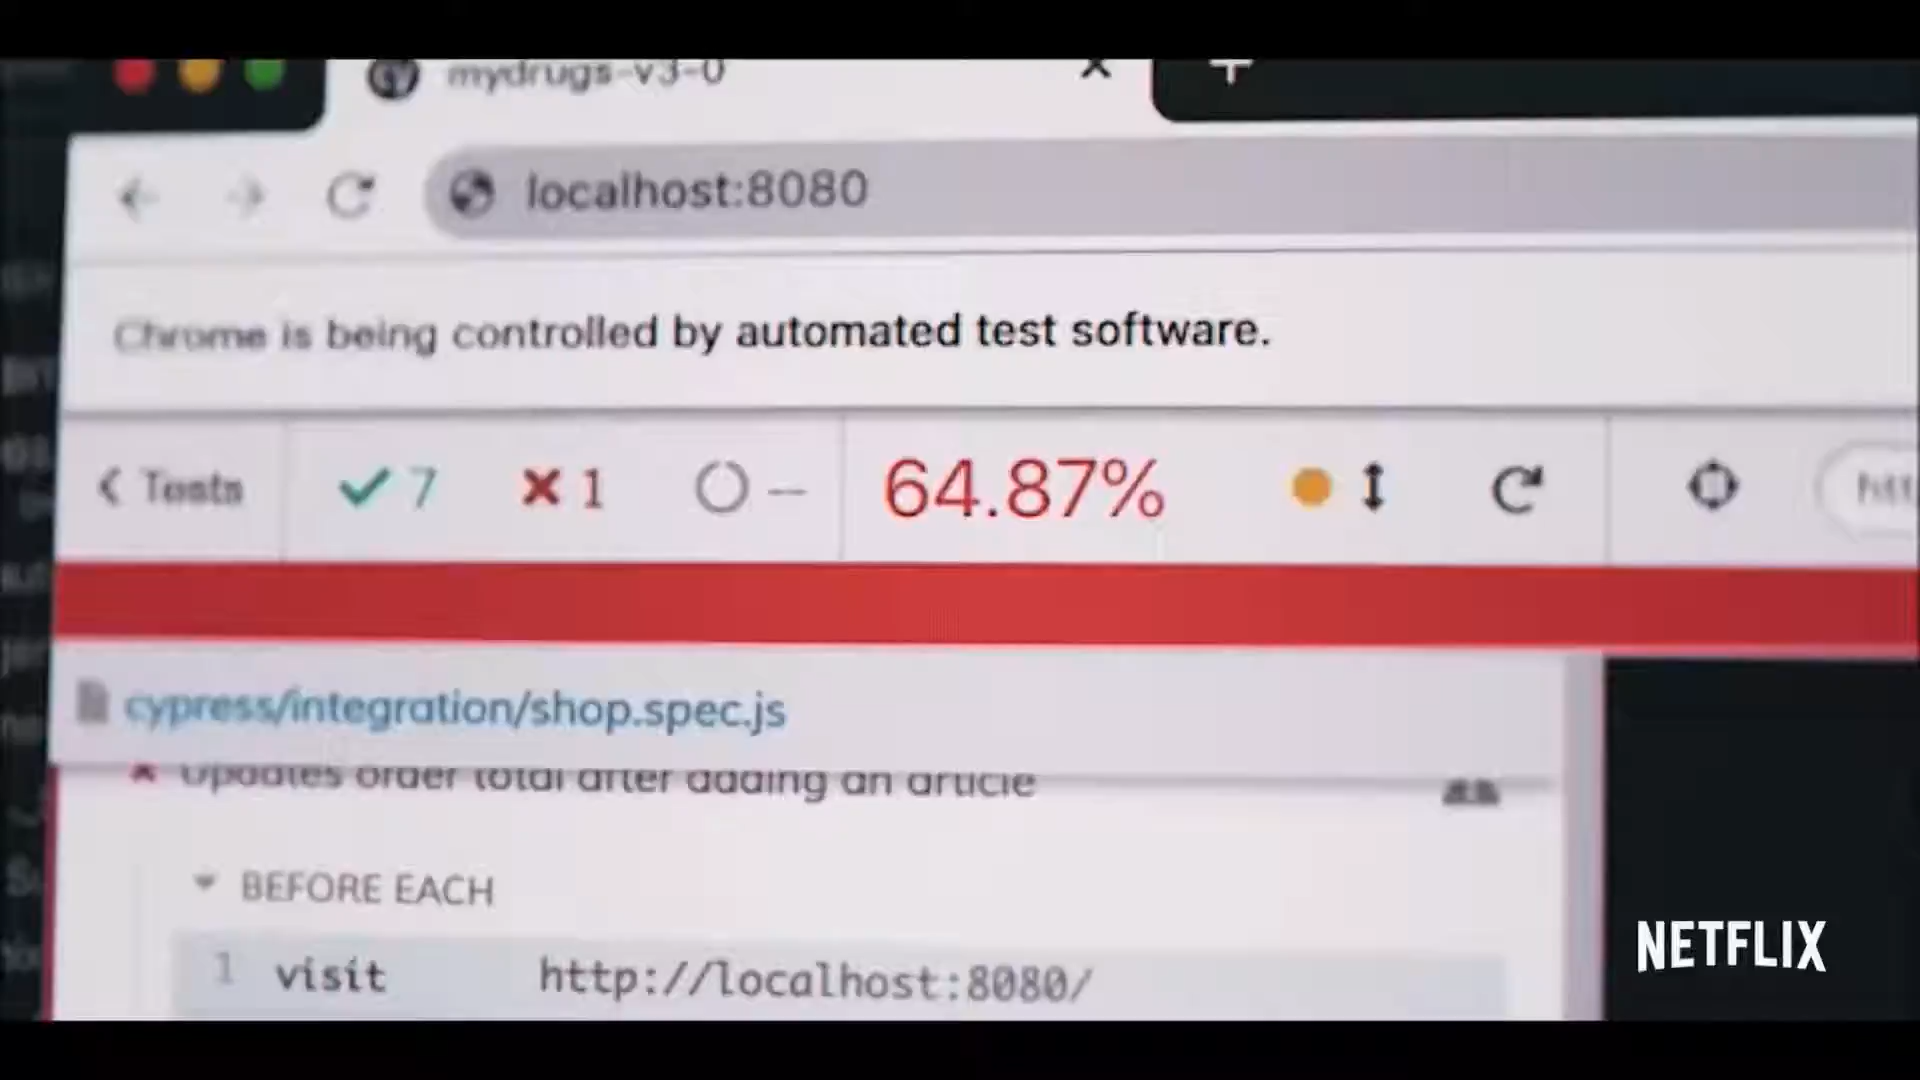 mydrugs-v3-0
localhost:8080
Chrome is being controlled by automated test software.
Tests 7 1 -- 64.87%
cypress/integration/shop.spec.js
Updates order total after adding an article
BEFORE EACH
1 visit http://localhost:8080/
NETFLIX